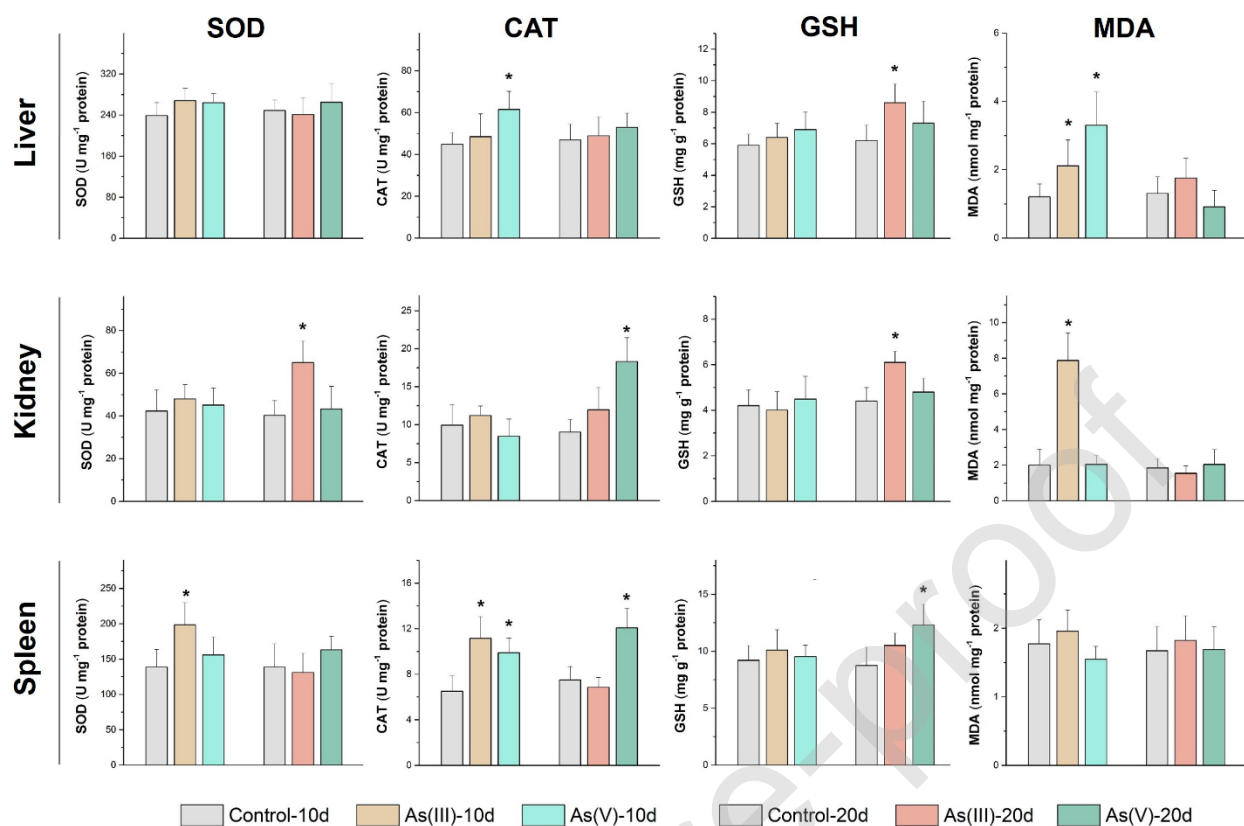 SOD
CAT
GSH
MDA
Liver
SOD (U mg⁻¹ protein)
320
240
160
80
0
CAT (U mg⁻¹ protein)
80
60
40
20
0
*
GSH (mg g⁻¹ protein)
12
10
8
6
4
2
0
*
MDA (nmol mg⁻¹ protein)
6
4
2
0
*
*
Kidney
SOD (U mg⁻¹ protein)
80
60
40
20
0
*
CAT (U mg⁻¹ protein)
25
20
15
10
5
0
*
GSH (mg g⁻¹ protein)
8
6
4
2
0
*
MDA (nmol mg⁻¹ protein)
10
8
6
4
2
0
*
Spleen
SOD (U mg⁻¹ protein)
250
200
150
100
50
0
*
CAT (U mg⁻¹ protein)
16
12
8
4
0
*
*
*
GSH (mg g⁻¹ protein)
15
10
5
0
*
MDA (nmol mg⁻¹ protein)
2
1
0
Control-10d
As(III)-10d
As(V)-10d
Control-20d
As(III)-20d
As(V)-20d
e-proof